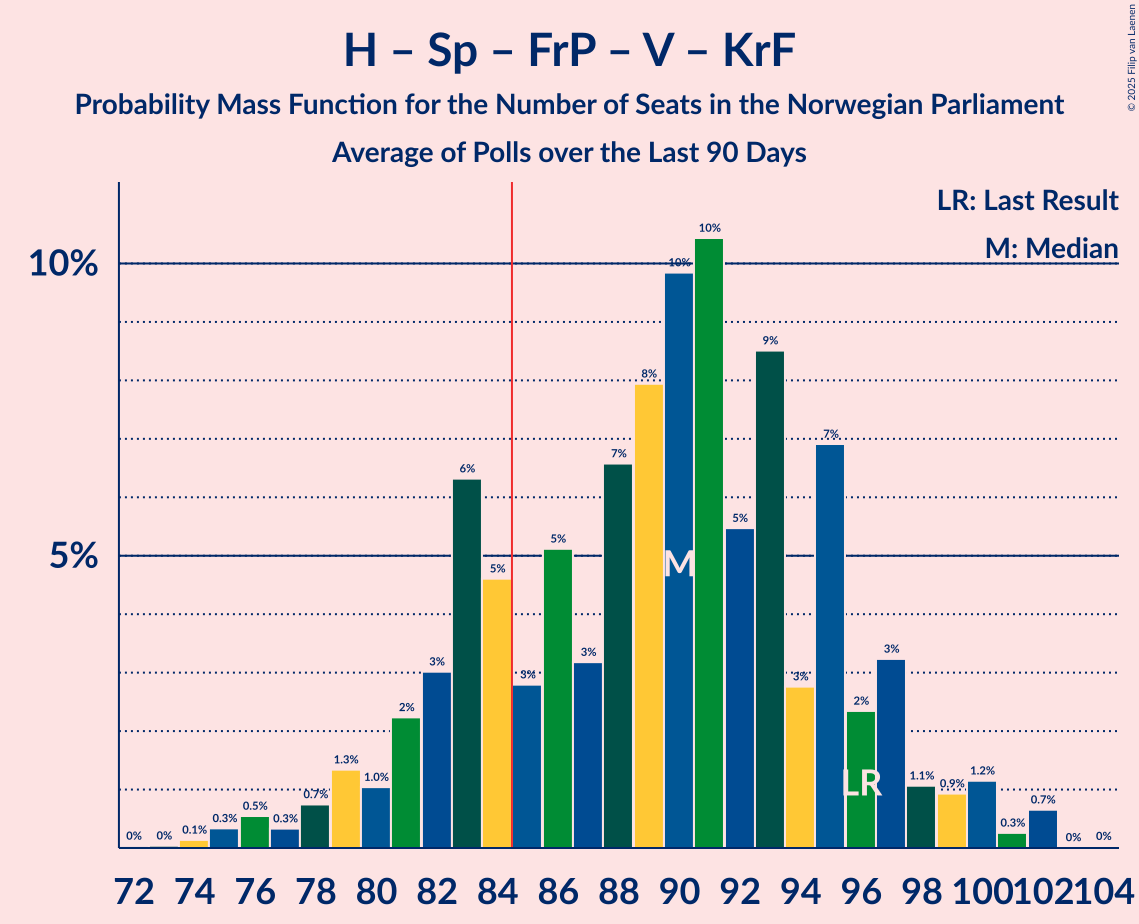 H – Sp – FrP – V – KrF
Probability Mass Function for the Number of Seats in the Norwegian Parliament
Average of Polls over the Last 90 Days
© 2025 Filip van Laenen
LR: Last Result
M: Median
10%
5%
0% 0% 0.1% 0.3% 0.5% 0.3% 0.7% 1.3% 1.0% 2% 3% 6% 5% 3% 5% 3% 7% 8% 10% 10% 5% 9% 3% 7% 2% 3% 1.1% 0.9% 1.2% 0.3% 0.7% 0% 0%
M
LR
72 74 76 78 80 82 84 86 88 90 92 94 96 98 100 102 104